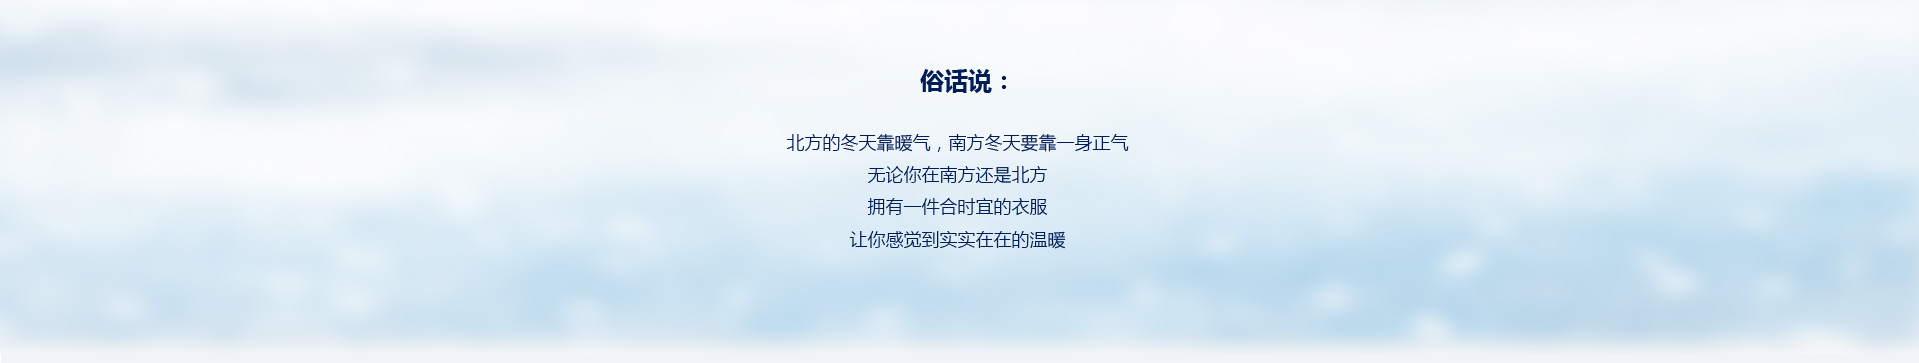 俗话说：
北方的冬天靠暖气，南方冬天要靠一身正气
无论你在南方还是北方
拥有一件合时宜的衣服
让你感觉到实实在在的温暖